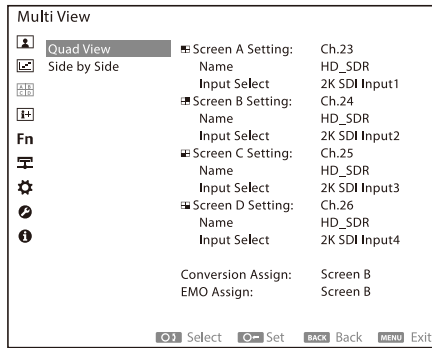 Multi View
Quad View
Side by Side
A B
C D
Fn
Screen A Setting: Ch.23
Name HD_SDR
Input Select 2K SDI Input1
Screen B Setting: Ch.24
Name HD_SDR
Input Select 2K SDI Input2
Screen C Setting: Ch.25
Name HD_SDR
Input Select 2K SDI Input3
Screen D Setting: Ch.26
Name HD_SDR
Input Select 2K SDI Input4
Conversion Assign: Screen B
EMO Assign: Screen B
Select Set BACK Back MENU Exit